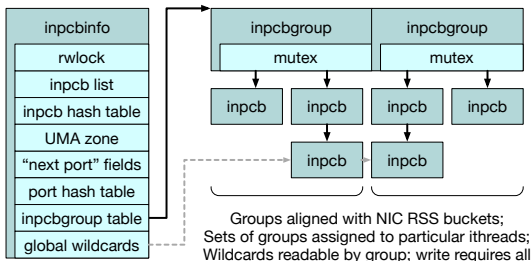 inpcbinfo
rwlock
inpcb list
inpcb hash table
UMA zone
“next port” fields
port hash table
inpcbgroup table
global wildcards
inpcbgroup inpcbgroup
mutex mutex
inpcb inpcb inpcb inpcb
inpcb inpcb
Groups aligned with NIC RSS buckets;
Sets of groups assigned to particular ithreads;
Wildcards readable by group; write requires all